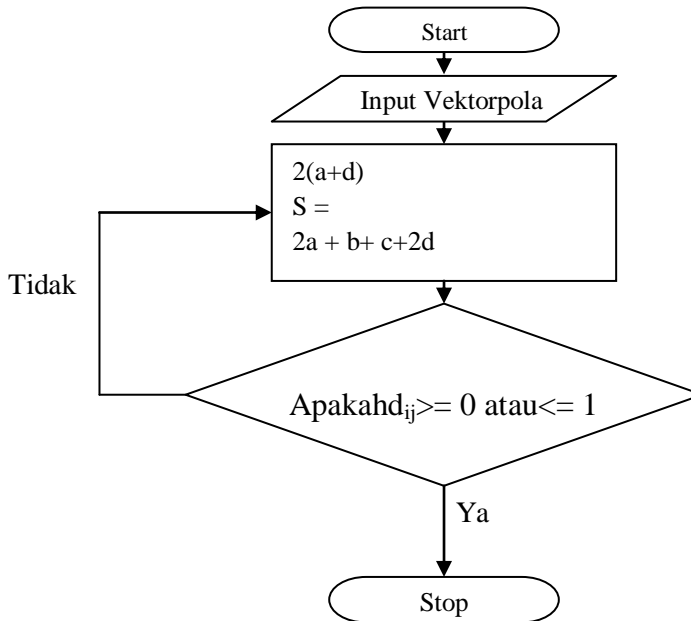 Start
Input Vektorpola
2(a+d)
S =
2a + b+ c+2d
Tidak
Apakahdij>= 0 atau<= 1
Ya
Stop